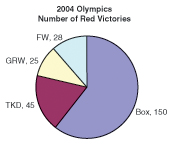 2004 Olympics
Number of Red Victories
FW, 28
GRW, 25
TKD, 45
Box, 150